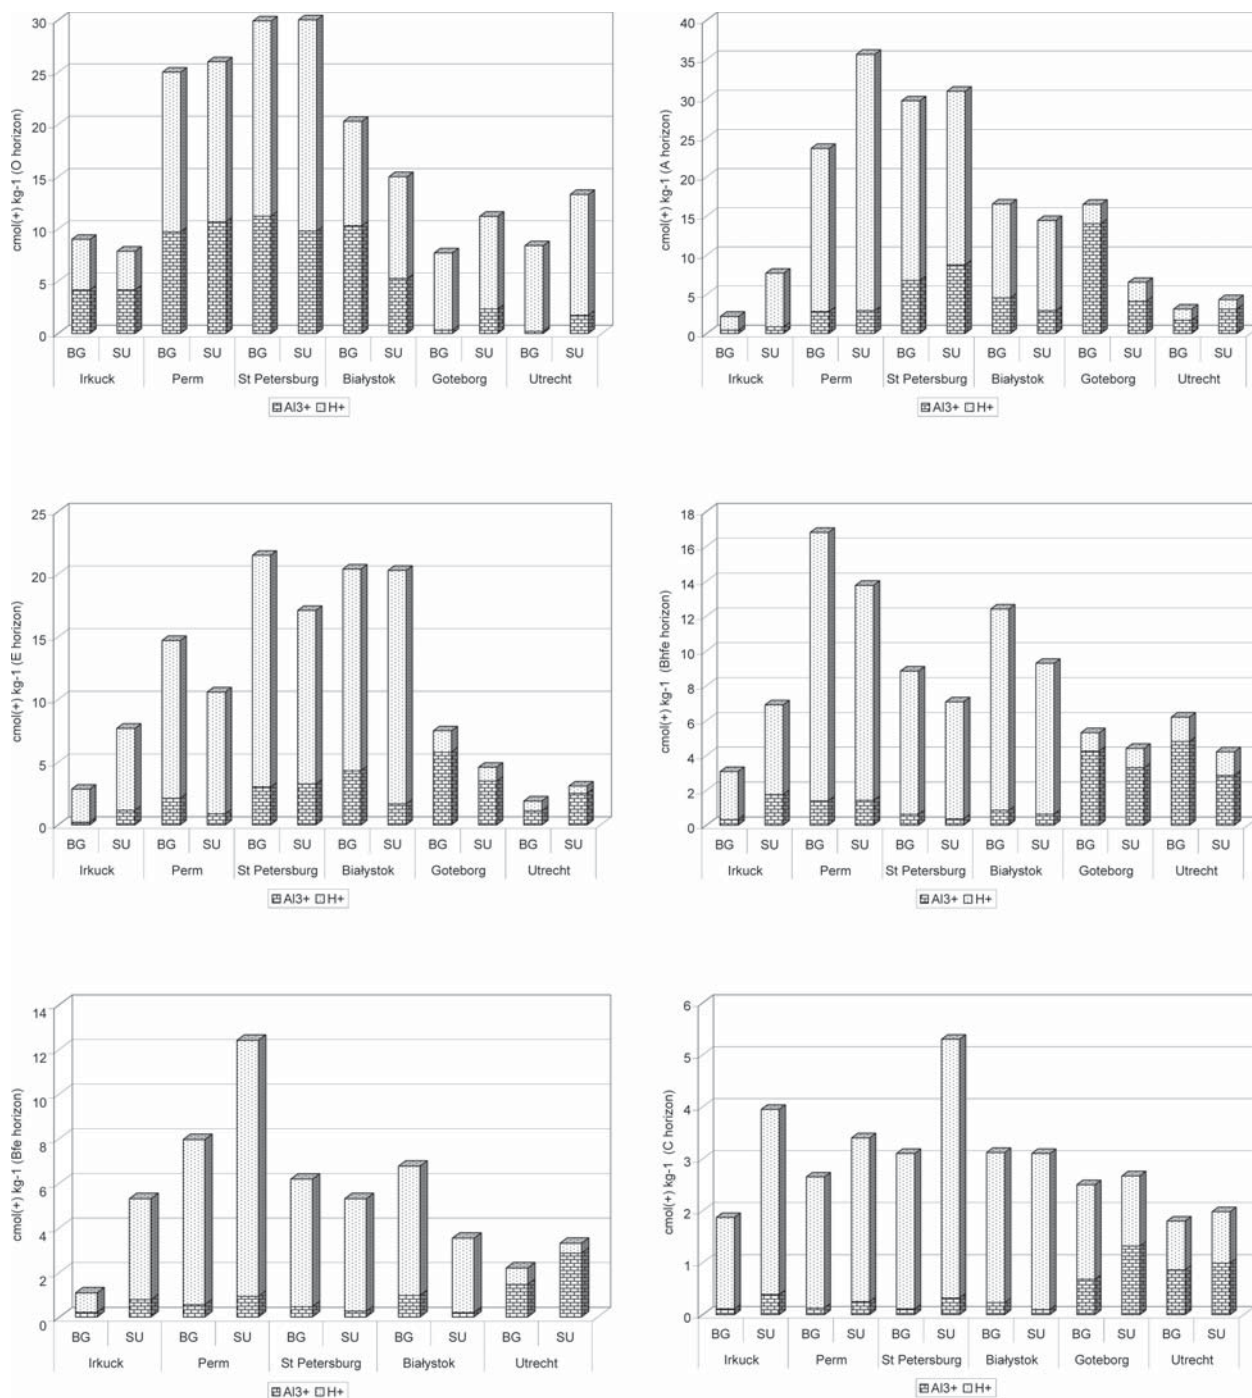 cmol(+) kg-1 (O horizon)
30
25
20
15
10
5
0
BG SU BG SU BG SU BG SU BG SU BG SU
Irkuck Perm St Petersburg Białystok Goteborg Utrecht
Al3+ H+
cmol(+) kg-1 (A horizon)
40
35
30
25
20
15
10
5
0
BG SU BG SU BG SU BG SU BG SU BG SU
Irkuck Perm St Petersburg Białystok Goteborg Utrecht
Al3+ H+
cmol(+) kg-1 (E horizon)
25
20
15
10
5
0
BG SU BG SU BG SU BG SU BG SU BG SU
Irkuck Perm St Petersburg Białystok Goteborg Utrecht
Al3+ H+
cmol(+) kg-1 (Bhfe horizon)
18
16
14
12
10
8
6
4
2
0
BG SU BG SU BG SU BG SU BG SU BG SU
Irkuck Perm St Petersburg Białystok Goteborg Utrecht
Al3+ H+
cmol(+) kg-1 (Bfe horizon)
14
12
10
8
6
4
2
0
BG SU BG SU BG SU BG SU BG SU
Irkuck Perm St Petersburg Białystok Utrecht
Al3+ H+
cmol(+) kg-1 (C horizon)
6
5
4
3
2
1
0
BG SU BG SU BG SU BG SU BG SU BG SU
Irkuck Perm St Petersburg Białystok Goteborg Utrecht
Al3+ H+